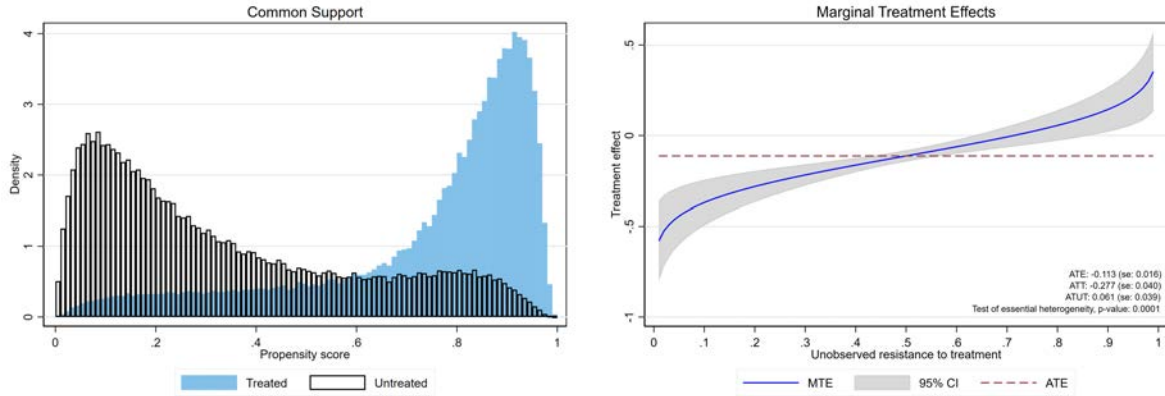 Common Support
Density
4
3
2
1
0
0
.2
.4
.6
.8
1
Propensity score
Treated
Untreated
Marginal Treatment Effects
Treatment effect
.5
0
-.5
-1
ATE: -0.113 (se: 0.016)
ATT: -0.277 (se: 0.040)
ATUT: 0.061 (se: 0.039)
Test of essential heterogeneity, p-value: 0.0001
0
.1
.2
.3
.4
.5
.6
.7
.8
.9
1
Unobserved resistance to treatment
MTE
95% CI
ATE